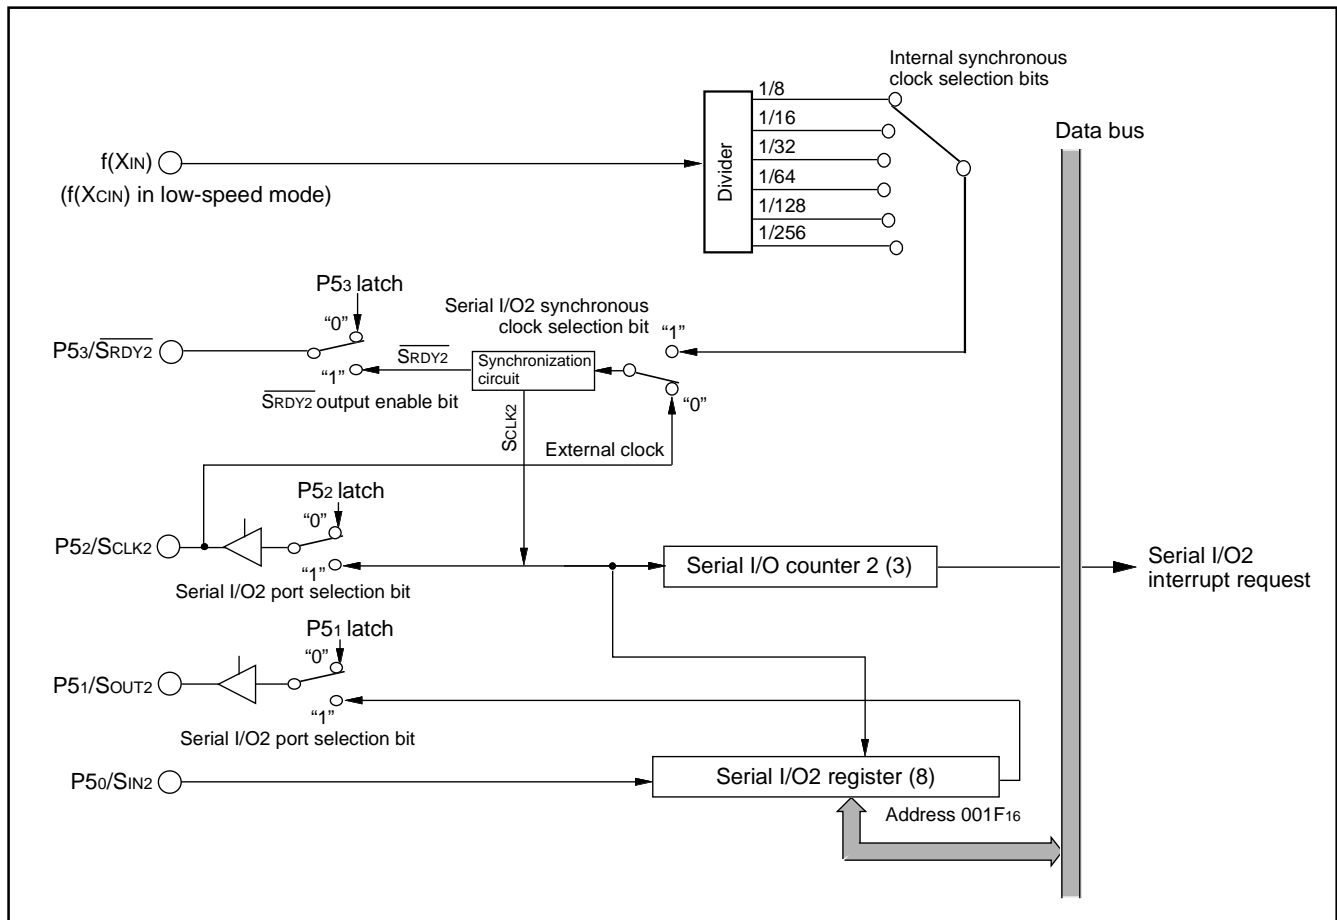 Internal synchronous
clock selection bits
1/8
1/16
1/32
1/64
1/128
1/256
Divider
Data bus
f(XIN)
(f(XCIN) in low-speed mode)
P53 latch
“0”
Serial I/O2 synchronous
clock selection bit
“1”
P53/SRDY2
“1”
SRDY2
Synchronization
circuit
SRDY2 output enable bit
“0”
SCLK2
External clock
P52 latch
“0”
P52/SCLK2
“1”
Serial I/O2 port selection bit
Serial I/O counter 2 (3)
Serial I/O2
interrupt request
P51 latch
“0”
P51/SOUT2
“1”
Serial I/O2 port selection bit
P50/SIN2
Serial I/O2 register (8)
Address 001F16